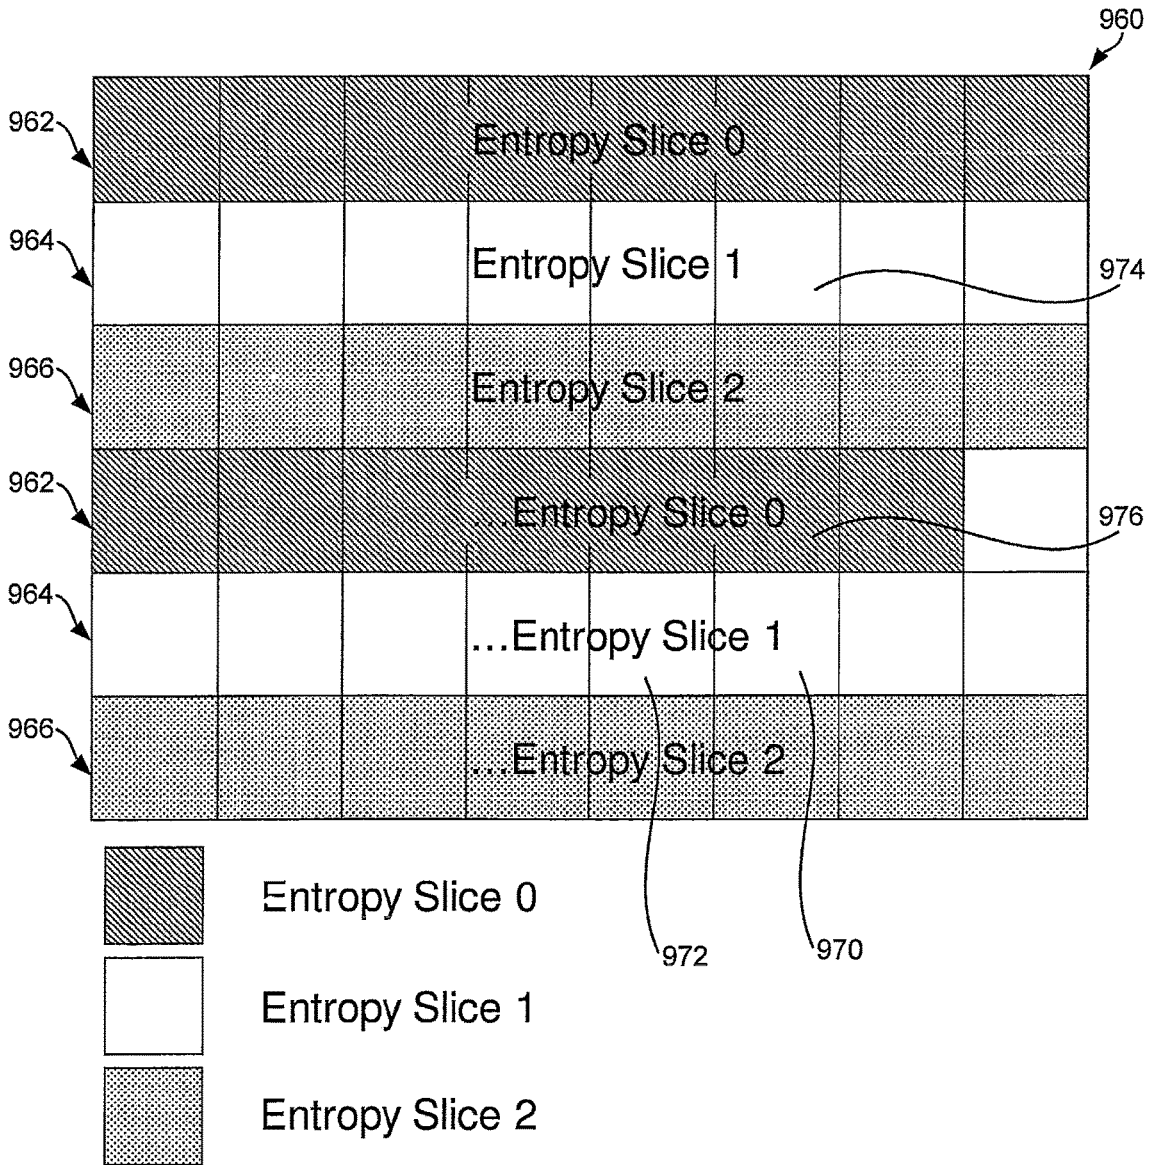 960
962
Entropy Slice 0
964
Entropy Slice 1
974
966
Entropy Slice 2
962
...Entropy Slice 0
976
964
...Entropy Slice 1
966
...Entropy Slice 2
Entropy Slice 0
972
970
Entropy Slice 1
Entropy Slice 2